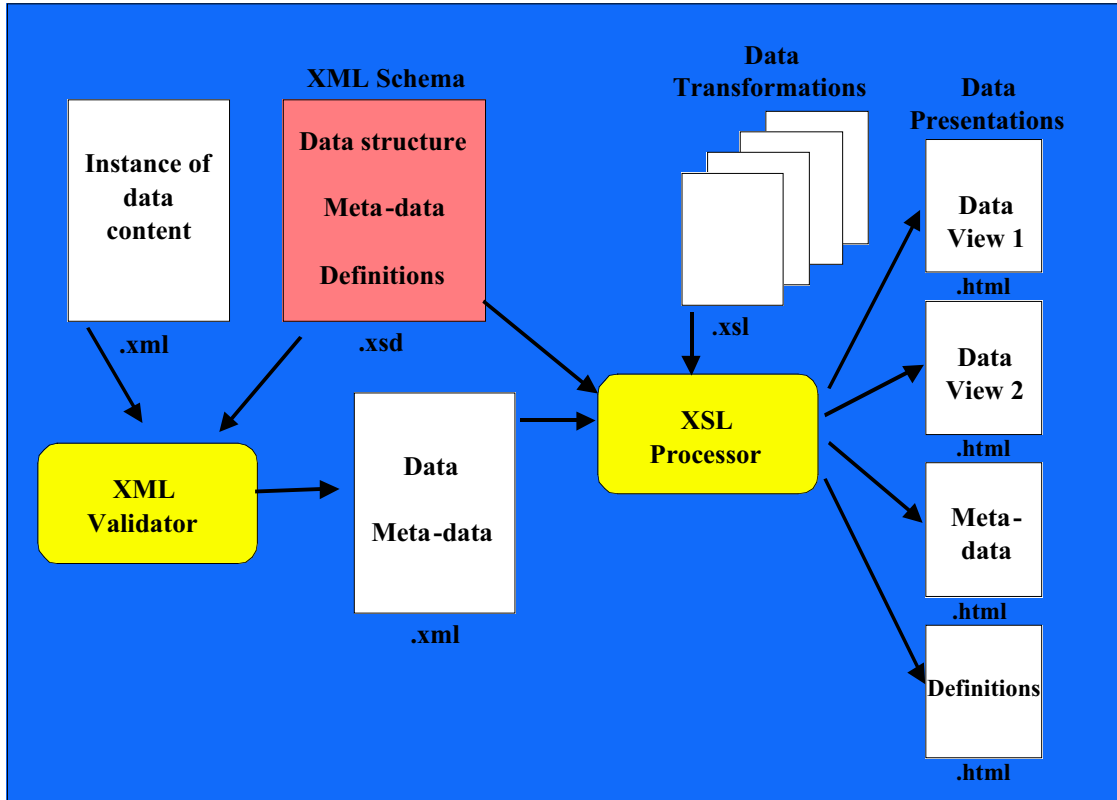 XML Schema
Data
Transformations
Data
Presentations
Instance of
data
content
.xml
Data structure
Meta-data
Definitions
.xsd
.xsl
Data
View 1
.html
Data
View 2
.html
XML
Validator
Data
Meta-data
.xml
XSL
Processor
Meta-
data
.html
Definitions
.html